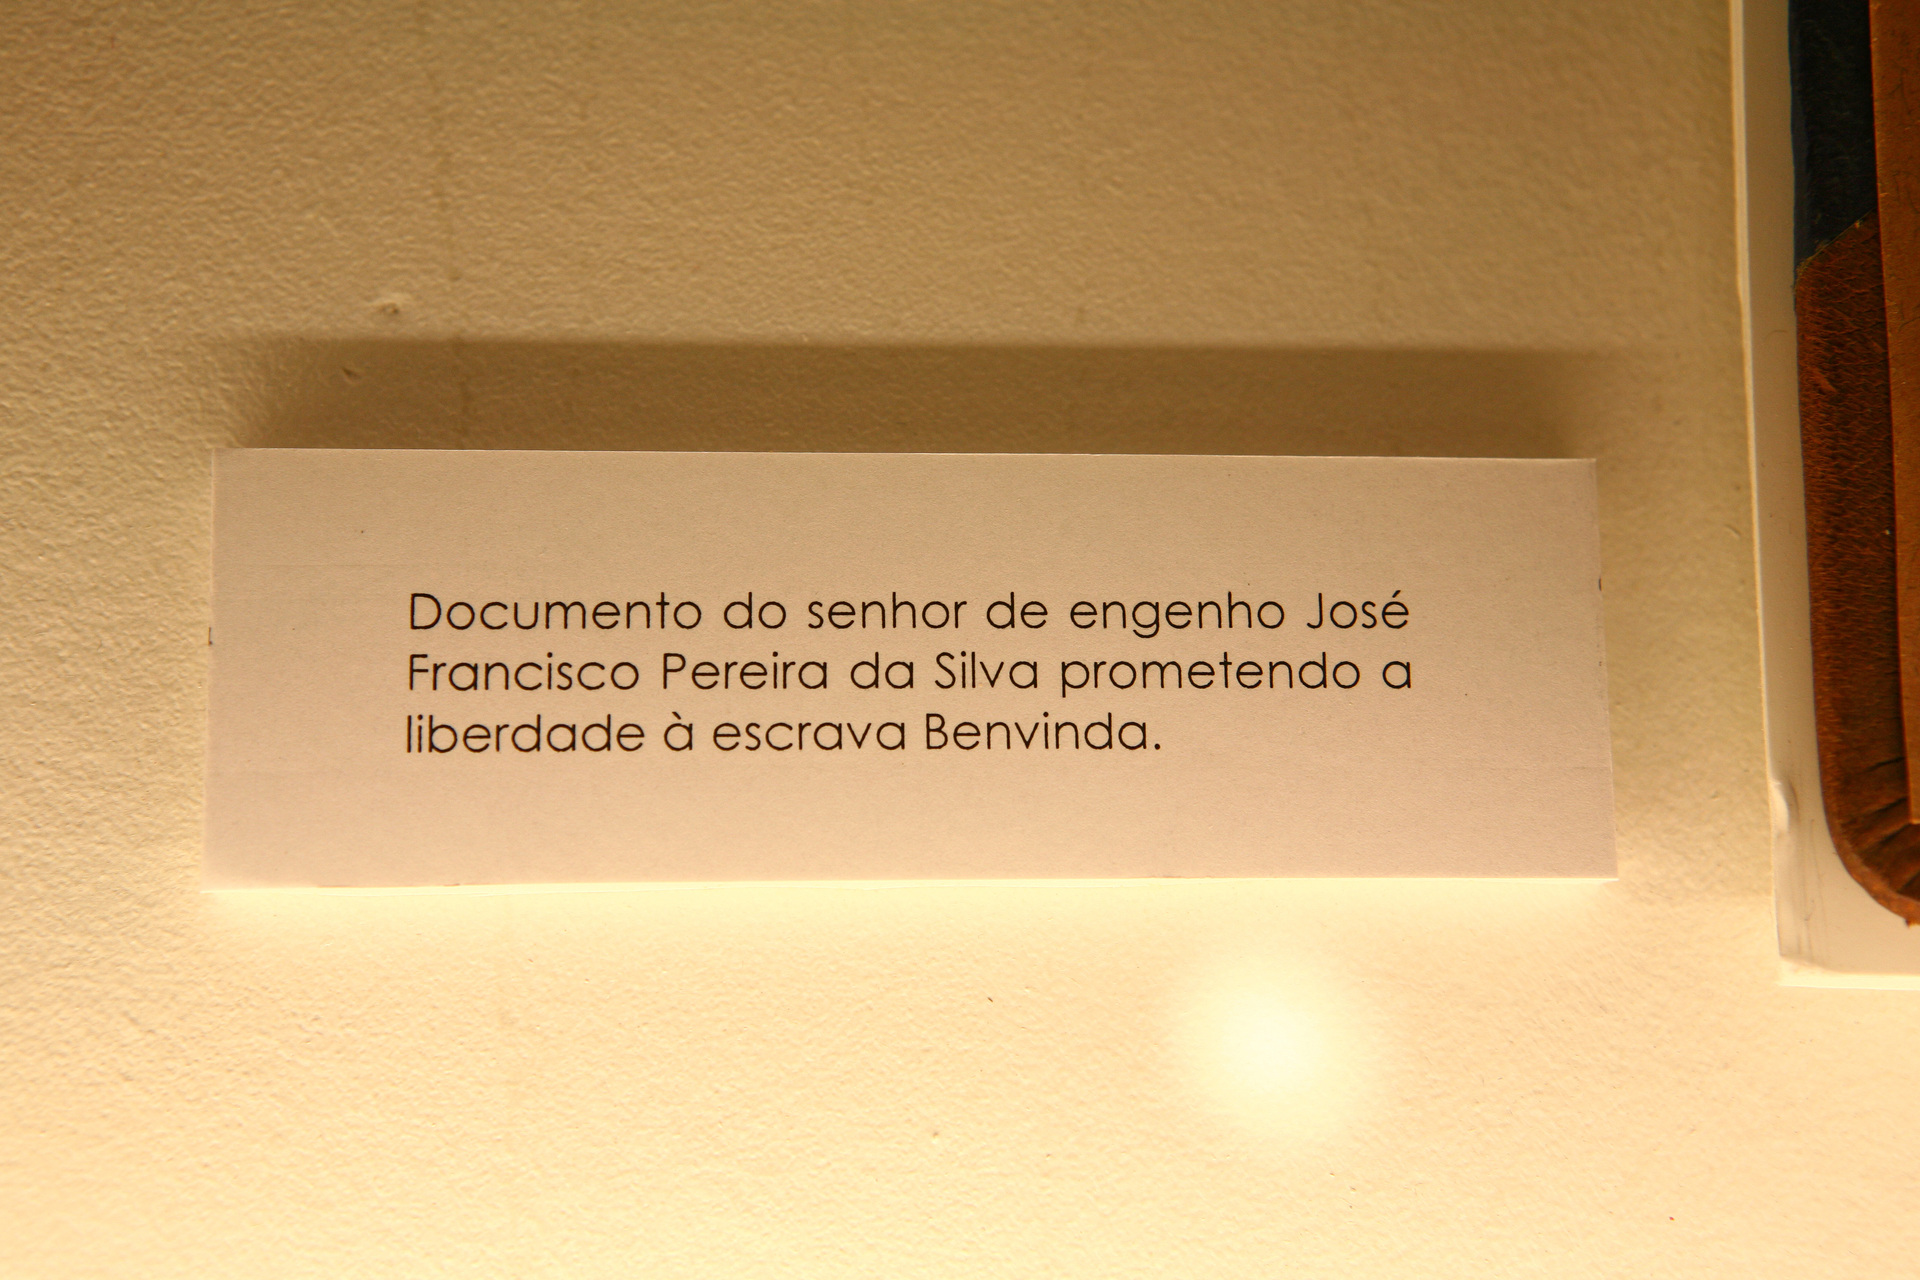 Documento do senhor de engenho José
Francisco Pereira da Silva prometendo a
liberdade à escrava Benvinda.